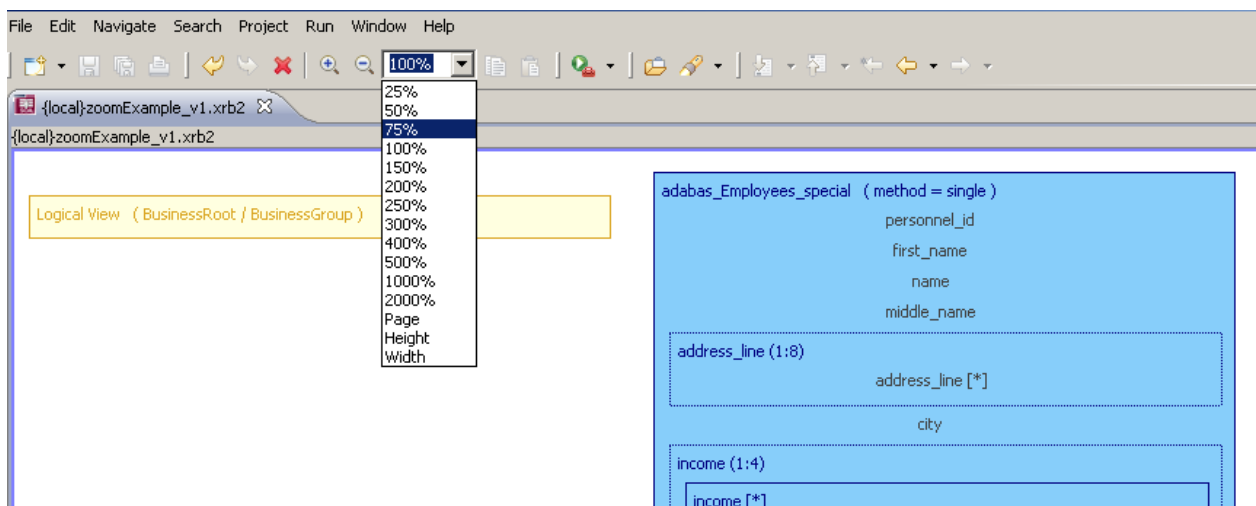 File Edit Navigate Search Project Run Window Help
100%
{local}zoomExample_v1.xrb2
{local}zoomExample_v1.xrb2
25%
50%
75%
100%
150%
200%
250%
300%
400%
500%
1000%
2000%
Page
Height
Width
Logical View ( BusinessRoot / BusinessGroup )
adabas_Employees_special ( method = single )
personnel_id
first_name
name
middle_name
address_line (1:8)
address_line [*]
city
income (1:4)
income [*]